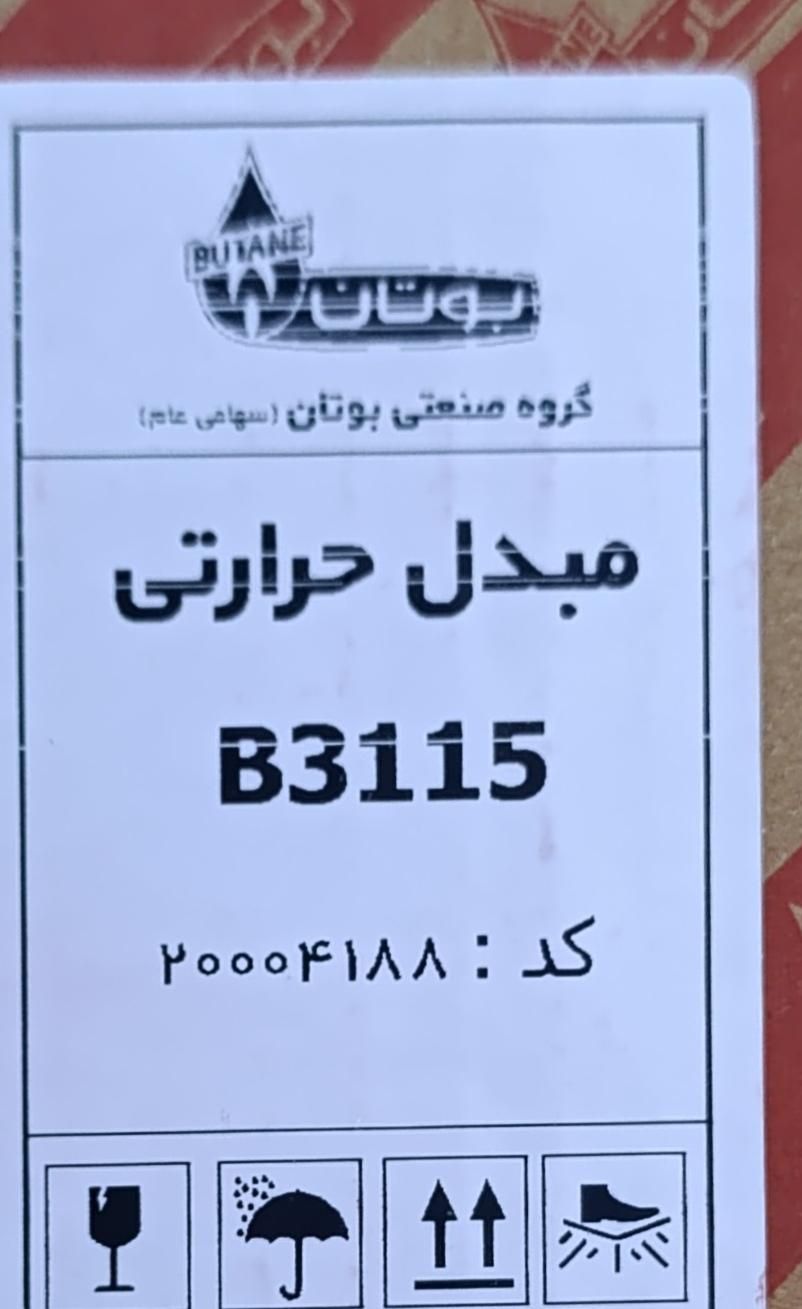 BUTANE
بوتان
گروه صنعتی بوتان (سهامی عام)
مبدل حرارتی
B3115
کد : ۲۰۰۰۴۱۸۸